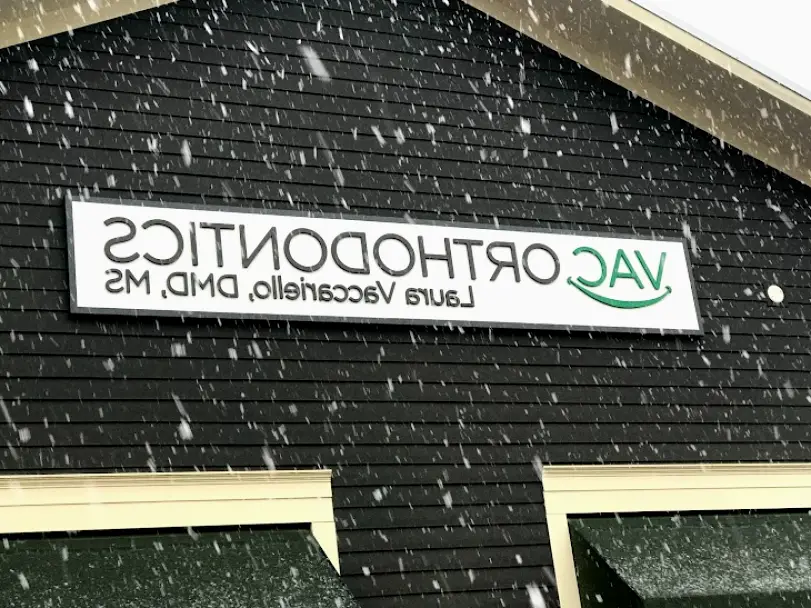 VAC ORTHODONTICS
Laura Vaccariello, DMD, MS